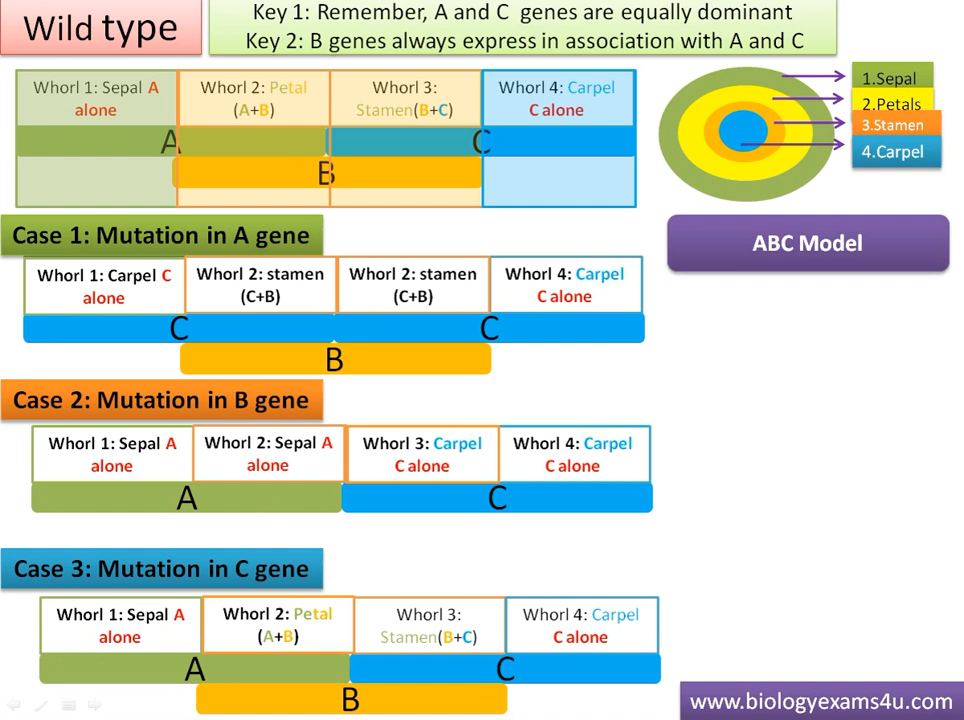 Wild type
Key 1: Remember, A and C genes are equally dominant
Key 2: B genes always express in association with A and C
Whorl 1: Sepal A
alone
Whorl 2: Petal
(A+B)
Whorl 3:
Stamen(B+C)
Whorl 4: Carpel
C alone
A
C
B
1.Sepal
2.Petals
3.Stamen
4.Carpel
ABC Model
Case 1: Mutation in A gene
Whorl 1: Carpel C
alone
Whorl 2: stamen
(C+B)
Whorl 2: stamen
(C+B)
Whorl 4: Carpel
C alone
C
C
B
Case 2: Mutation in B gene
Whorl 1: Sepal A
alone
Whorl 2: Sepal A
alone
Whorl 3: Carpel
C alone
Whorl 4: Carpel
C alone
A
C
Case 3: Mutation in C gene
Whorl 1: Sepal A
alone
Whorl 2: Petal
(A+B)
Whorl 3:
Stamen(B+C)
Whorl 4: Carpel
C alone
A
C
B
www.biologyexams4u.com